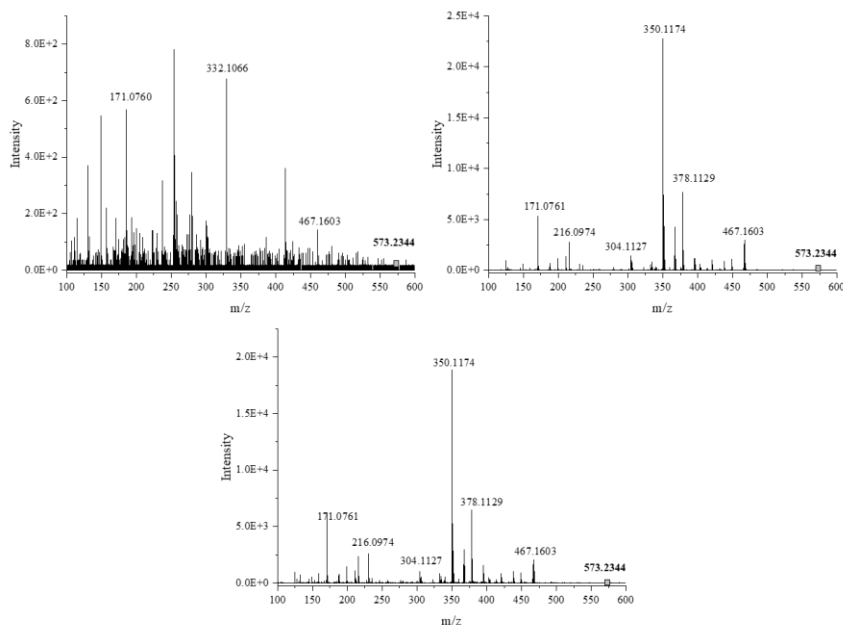 8.0E+2
6.0E+2
4.0E+2
2.0E+2
0.0E+0
Intensity
171.0760
332.1066
467.1603
573.2344
100 150 200 250 300 350 400 450 500 550 600
m/z
2.5E+4
2.0E+4
1.5E+4
1.0E+4
5.0E+3
0.0E+0
Intensity
350.1174
378.1129
171.0761
216.0974
304.1127
467.1603
573.2344
100 150 200 250 300 350 400 450 500 550 600
m/z
2.0E+4
1.5E+4
1.0E+4
5.0E+3
0.0E+0
Intensity
350.1174
378.1129
171.0761
216.0974
304.1127
467.1603
573.2344
100 150 200 250 300 350 400 450 500 550 600
m/z